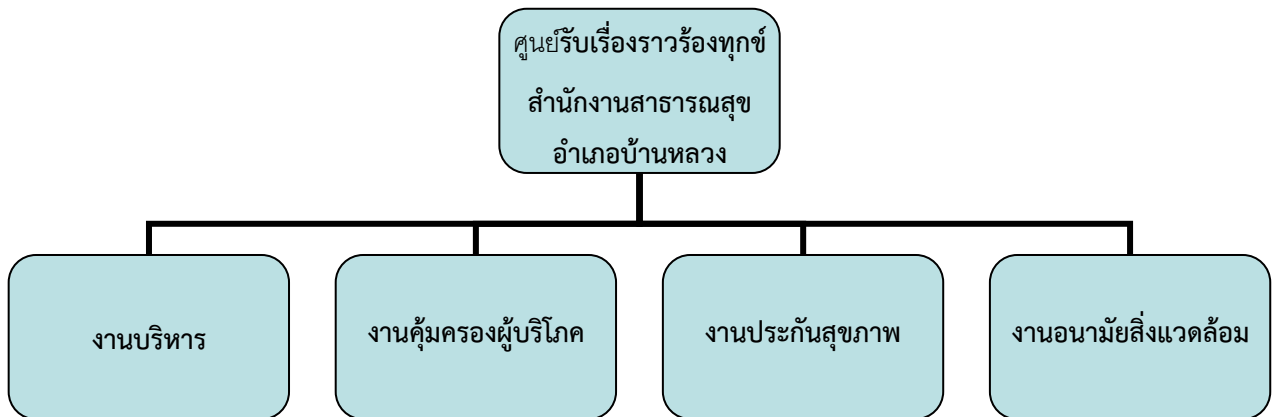 ศูนย์รับเรื่องราวร้องทุกข์
สำนักงานสาธารณสุข
อำเภอบ้านหลวง
งานบริหาร
งานคุ้มครองผู้บริโภค
งานประกันสุขภาพ
งานอนามัยสิ่งแวดล้อม